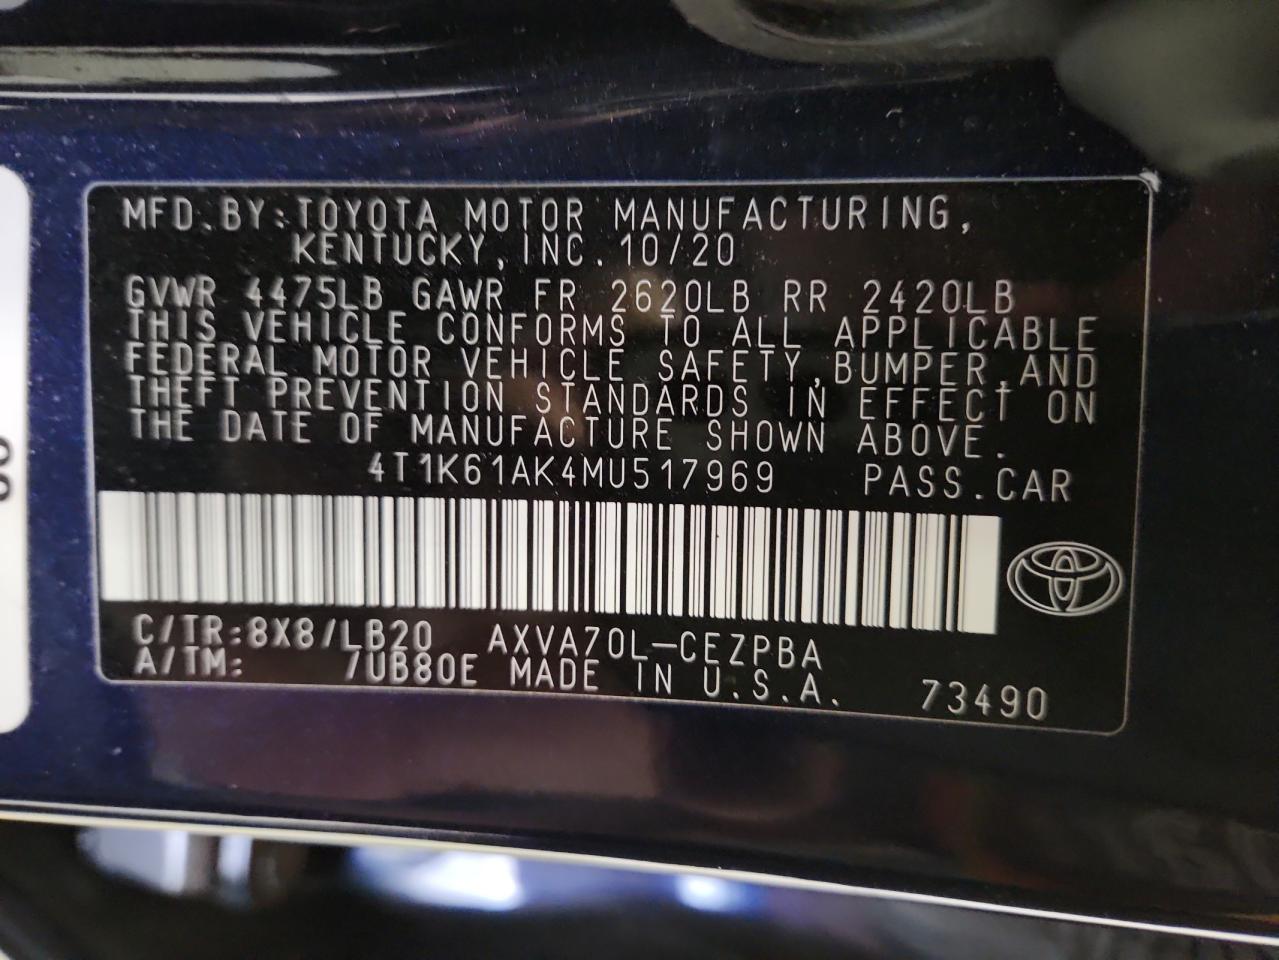 MFD.BY:TOYOTA MOTOR MANUFACTURING,
KENTUCKY,INC.10/20
GVWR 4475LB GAWR FR 2620LB RR 2420LB
THIS VEHICLE CONFORMS TO ALL APPLICABLE
FEDERAL MOTOR VEHICLE SAFETY,BUMPER,AND
THEFT PREVENTION STANDARDS IN EFFECT ON
THE DATE OF MANUFACTURE SHOWN ABOVE.
4T1K61AK4MU517969 PASS.CAR
C/TR:8X8/LB20 AXVA70L-CEZPBA
A/TM: /UB80E MADE IN U.S.A. 73490